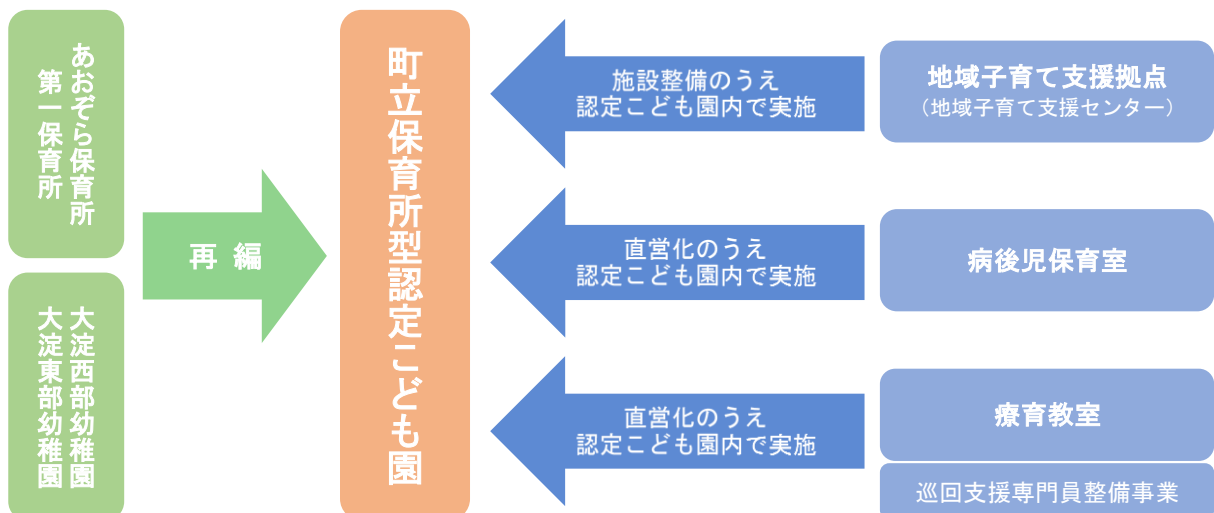 あおぞら保育所
第一保育所
大淀西部幼稚園
大淀東部幼稚園
再編
町立保育所型認定こども園
施設整備のうえ
認定こども園内で実施
地域子育て支援拠点
（地域子育て支援センター）
直営化のうえ
認定こども園内で実施
病後児保育室
直営化のうえ
認定こども園内で実施
療育教室
巡回支援専門員整備事業